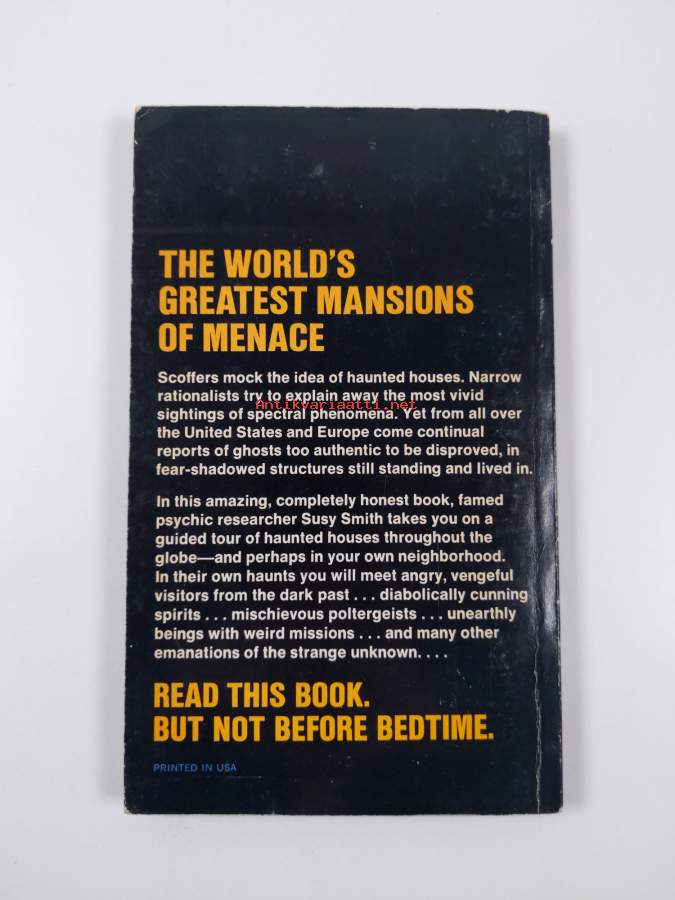 THE WORLD'S
GREATEST MANSIONS
OF MENACE
Scoffers mock the idea of haunted houses. Narrow
rationalists try to explain away the most vivid
sightings of spectral phenomena. Yet from all over
Antikvariaatti.net
the United States and Europe come continual
reports of ghosts too authentic to be disproved, in
fear-shadowed structures still standing and lived in.
In this amazing, completely honest book, famed
psychic researcher Susy Smith takes you on a
guided tour of haunted houses throughout the
globe—and perhaps in your own neighborhood.
In their own haunts you will meet angry, vengeful
visitors from the dark past . . . diabolically cunning
spirits . . . mischievous poltergeists . . . unearthly
beings with weird missions . . . and many other
emanations of the strange unknown. . . .
READ THIS BOOK.
BUT NOT BEFORE BEDTIME.
PRINTED IN USA